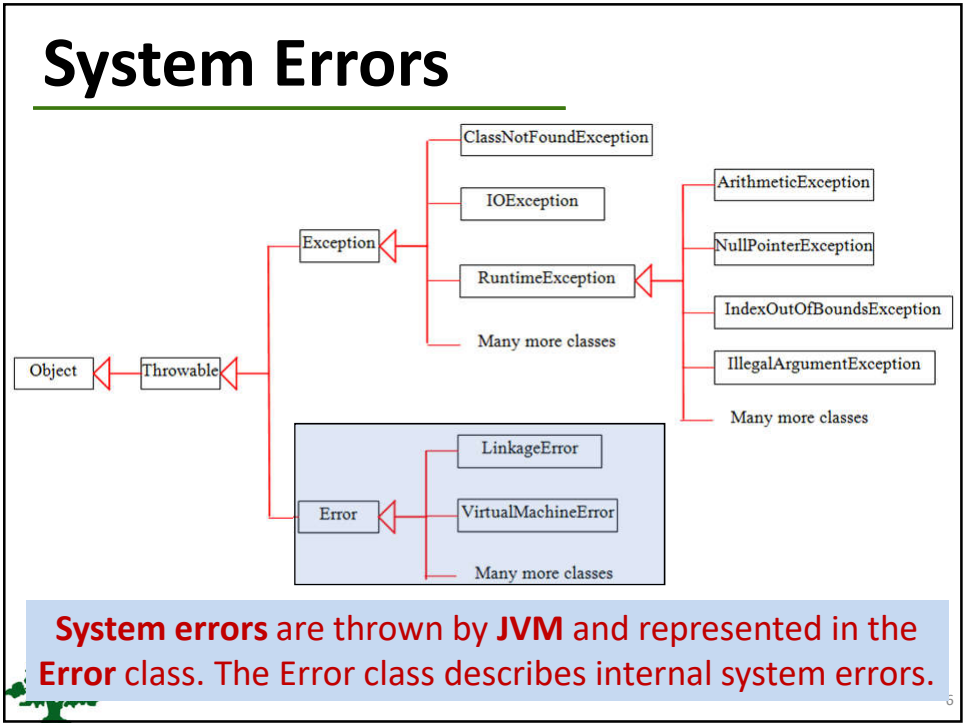 System Errors
ClassNotFoundException
IOException
RuntimeException
Many more classes
ArithmeticException
NullPointerException
IndexOutOfBoundsException
IllegalArgumentException
Many more classes
Exception
Object
Throwable
Error
LinkageError
VirtualMachineError
Many more classes
System errors are thrown by JVM and represented in the
Error class. The Error class describes internal system errors.
6